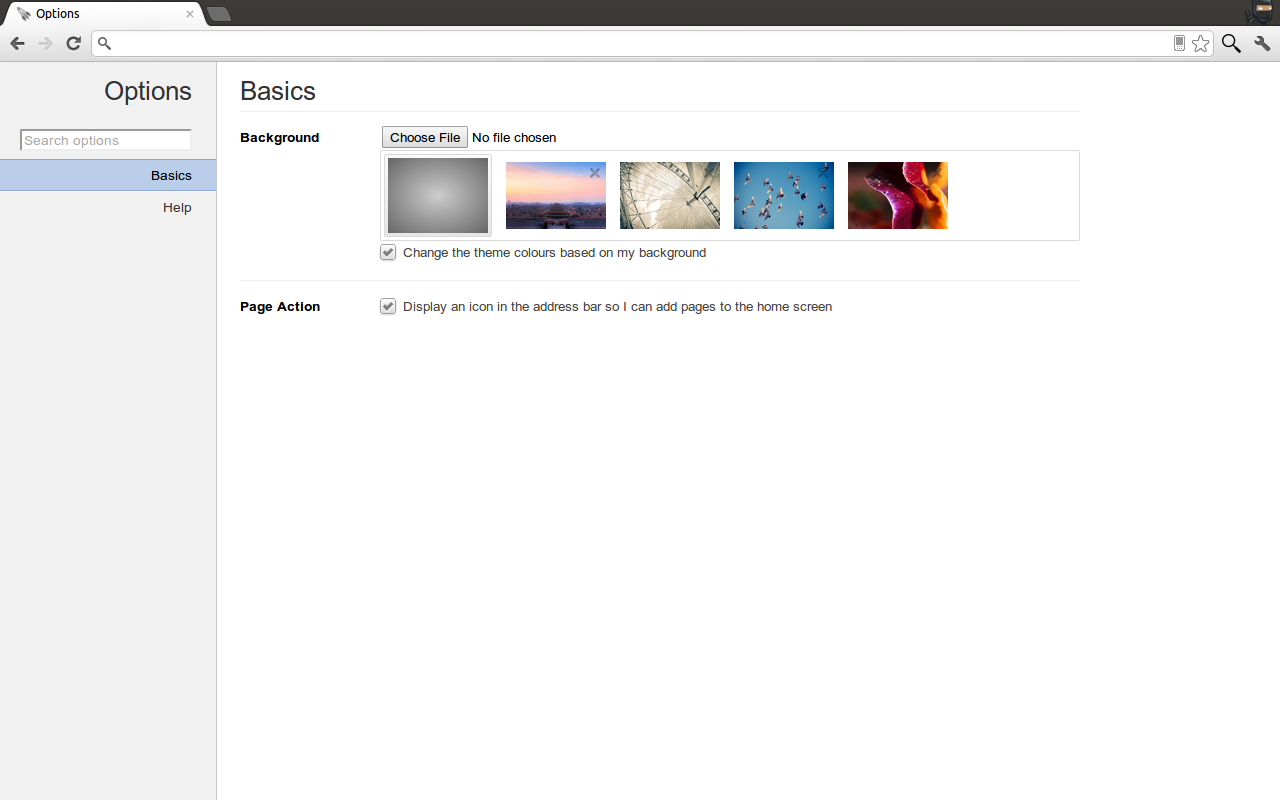 Options
Options
Search options
Basics
Help
Basics
Background
Choose File No file chosen
Change the theme colours based on my background
Page Action
Display an icon in the address bar so I can add pages to the home screen